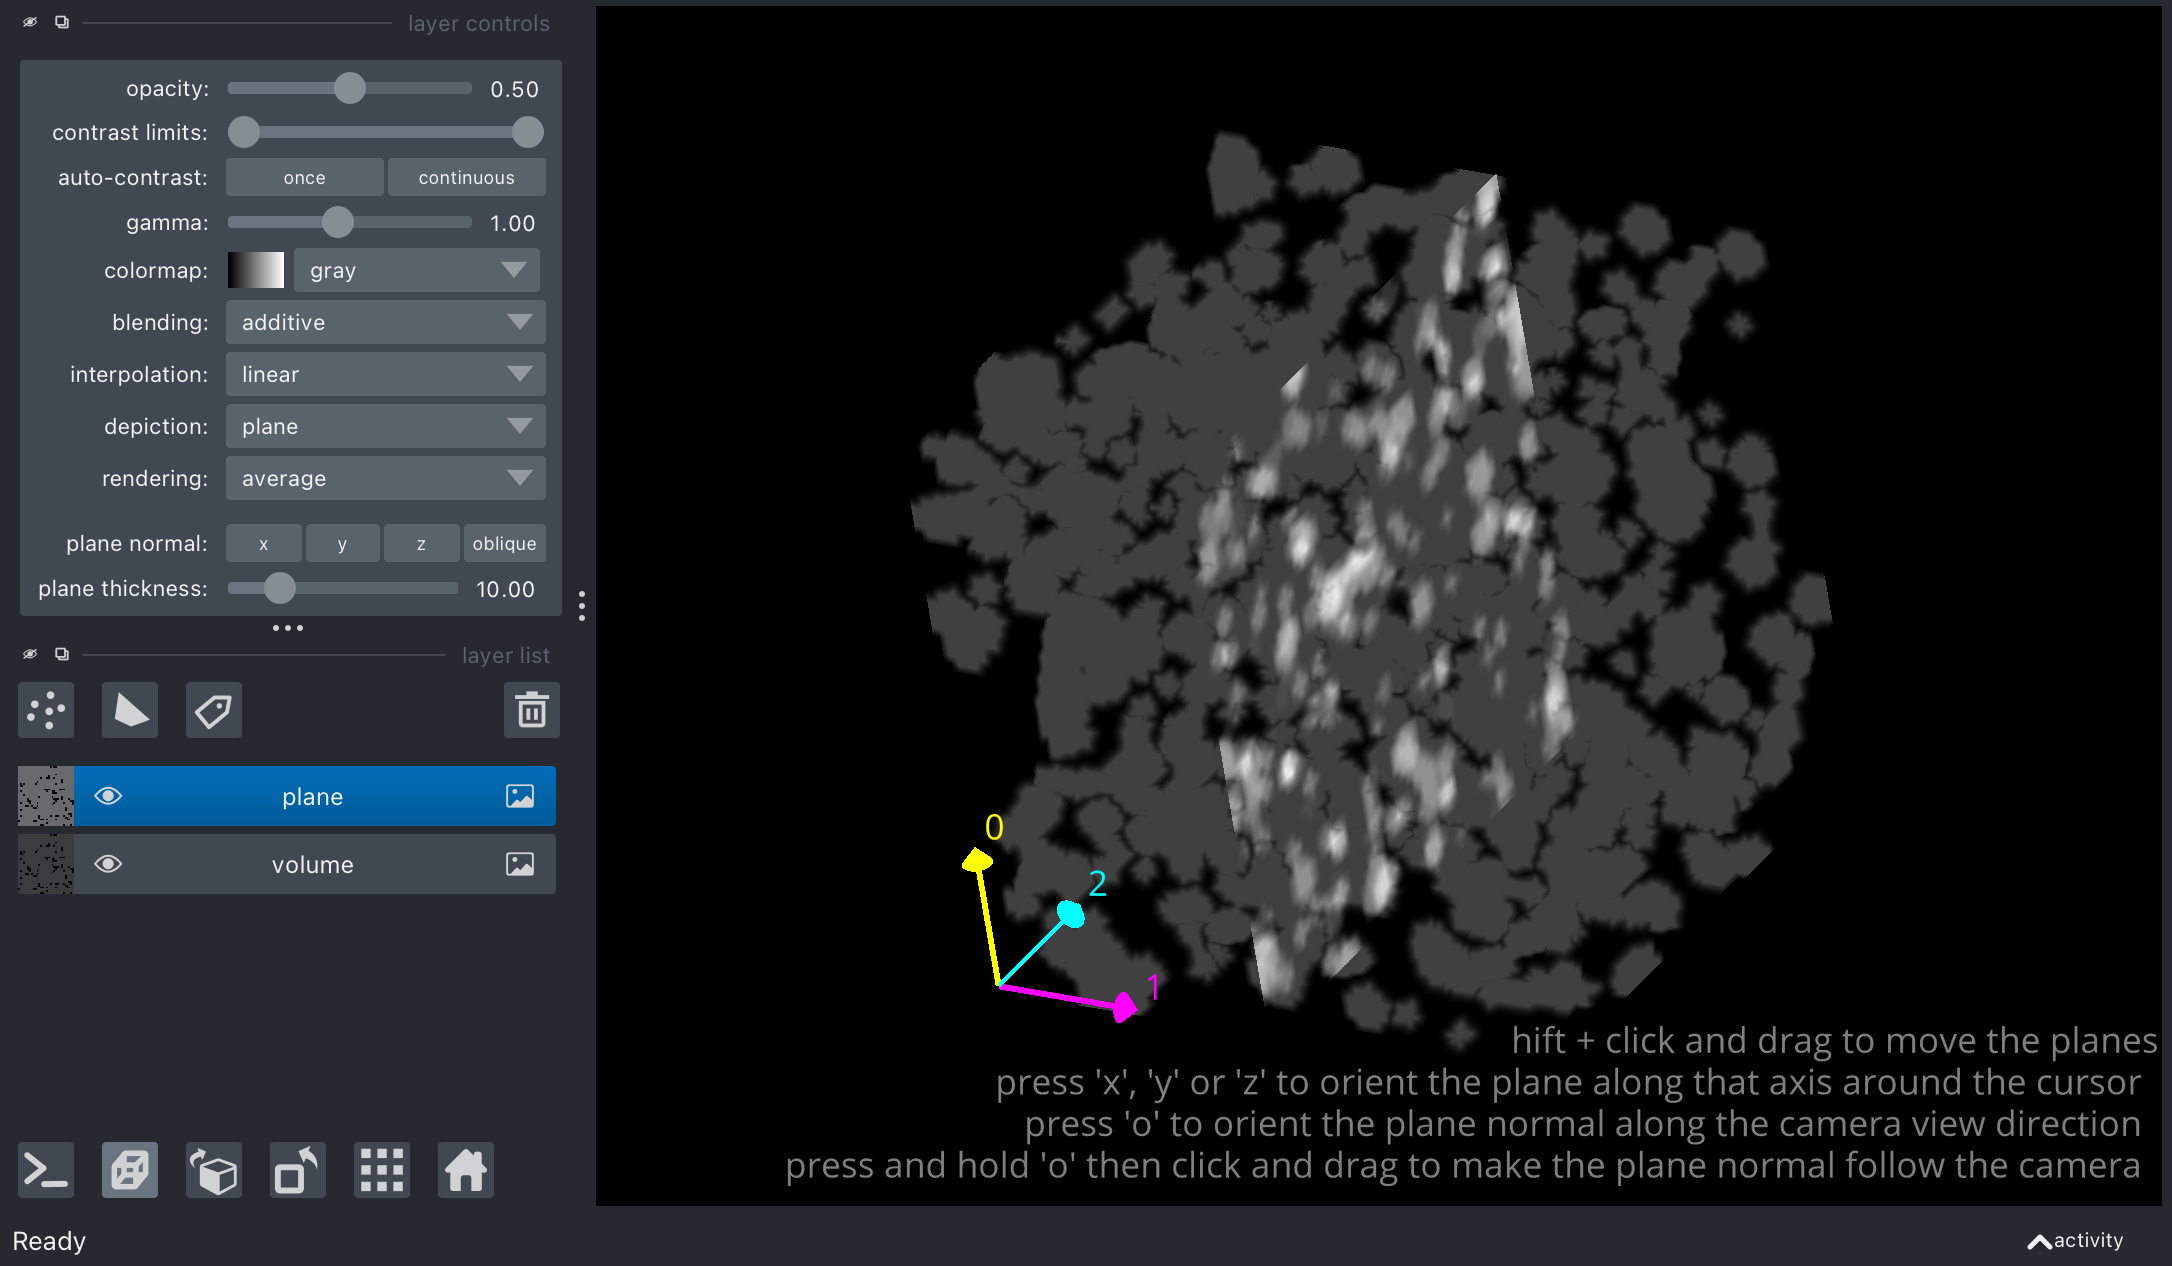 layer controls
opacity: 0.50
contrast limits:
auto-contrast: once continuous
gamma: 1.00
colormap: gray
blending: additive
interpolation: linear
depiction: plane
rendering: average
plane normal: x y z oblique
plane thickness: 10.00
layer list
plane
volume
0
2
1
hift + click and drag to move the planes
press 'x', 'y' or 'z' to orient the plane along that axis around the cursor
press 'o' to orient the plane normal along the camera view direction
press and hold 'o' then click and drag to make the plane normal follow the camera
Ready
activity